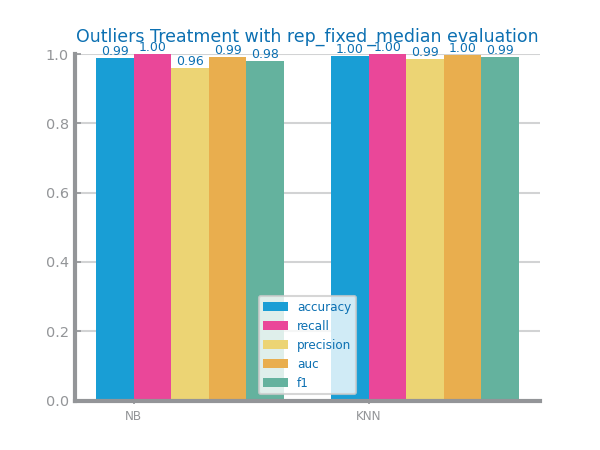 Outliers Treatment with rep_fixed_median evaluation
0.99 1.00 0.96 0.99 0.98 1.00 1.00 0.99 1.00 0.99
1.0
0.8
0.6
0.4
0.2
0.0
accuracy
recall
precision
auc
f1
NB KNN